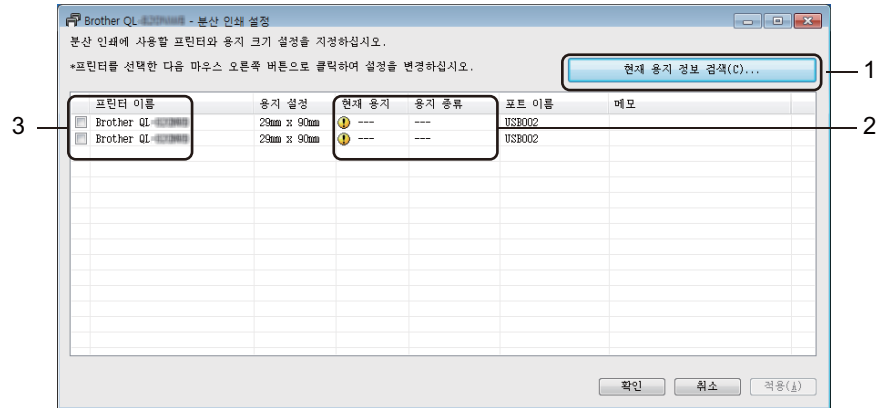 Brother QL - 분산 인쇄 설정
분산 인쇄에 사용할 프린터와 용지 크기 설정을 지정하십시오.
*프린터를 선택한 다음 마우스 오른쪽 버튼으로 클릭하여 설정을 변경하십시오.
현재 용지 정보 검색(C)...
1
프린터 이름 용지 설정 현재 용지 용지 종류 포트 이름 메모
3
Brother QL 29mm x 90mm --- --- USB002
2
Brother QL 29mm x 90mm --- --- USB002
확인 취소 적용(A)